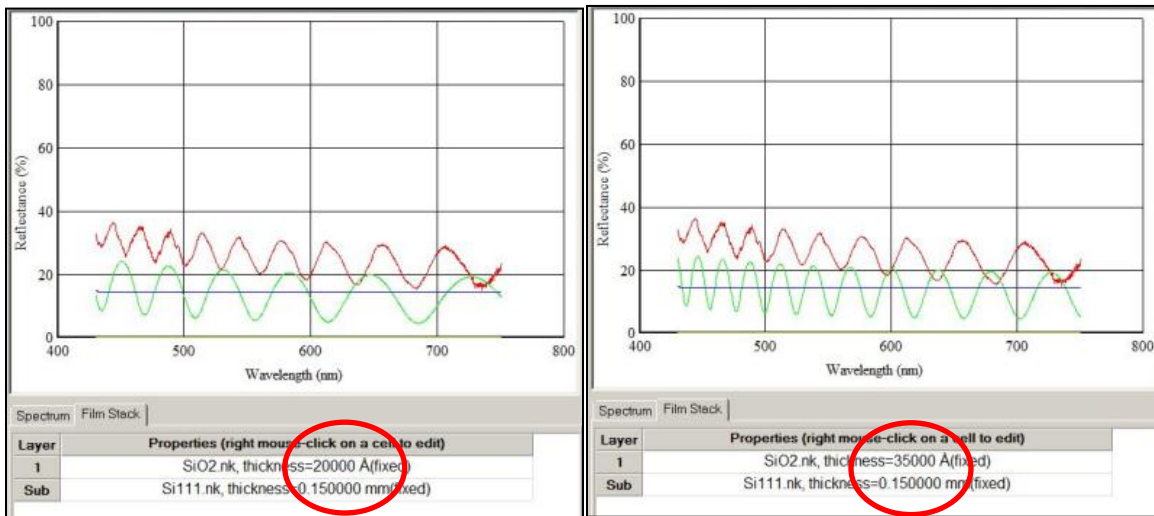 100
80
60
40
20
0
Reflectance (%)
400
500
600
700
800
Wavelength (nm)
Spectrum
Film Stack
Layer
Properties (right mouse-click on a cell to edit)
1
SiO2.nk, thickness=20000 Å(fixed)
Sub
Si111.nk, thickness=0.150000 mm(fixed)
100
80
60
40
20
0
Reflectance (%)
400
500
600
700
800
Wavelength (nm)
Spectrum
Film Stack
Layer
Properties (right mouse-click on a cell to edit)
1
SiO2.nk, thickness=35000 Å(fixed)
Sub
Si111.nk, thickness=0.150000 mm(fixed)